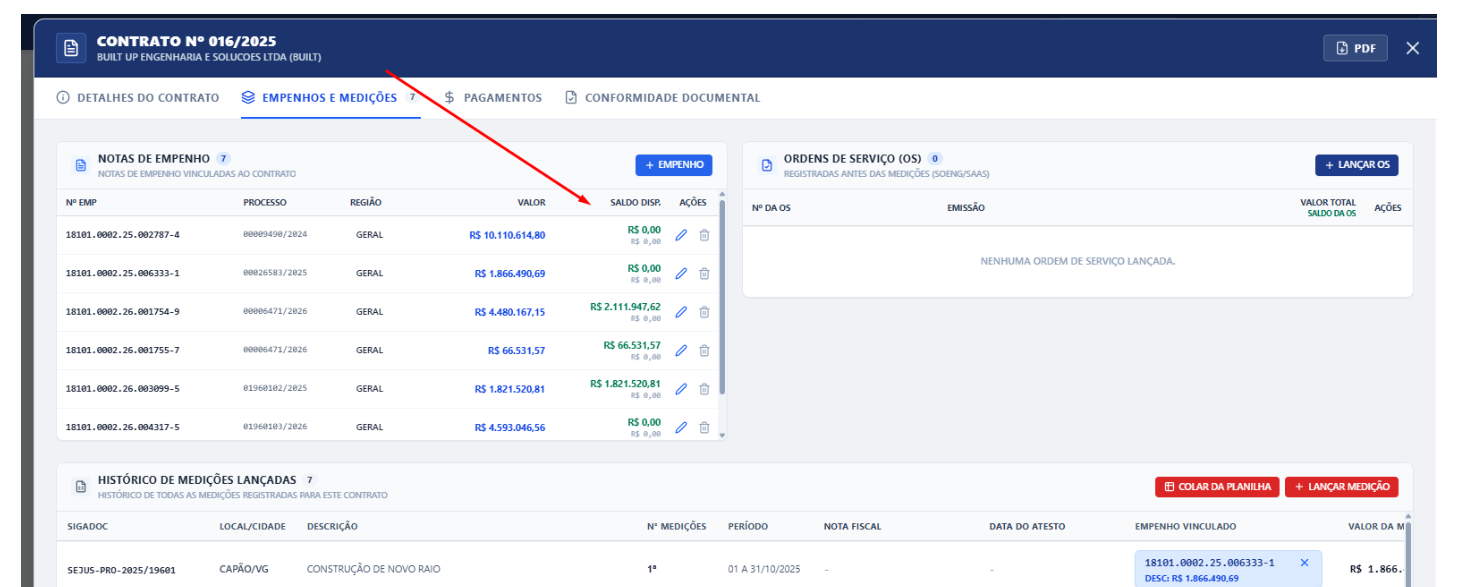 CONTRATO Nº 016/2025
BUILT UP ENGENHARIA E SOLUCOES LTDA (BUILT)
PDF
DETALHES DO CONTRATO EMPENHOS E MEDIÇÕES 7 PAGAMENTOS CONFORMIDADE DOCUMENTAL
NOTAS DE EMPENHO 7
NOTAS DE EMPENHO VINCULADAS AO CONTRATO
+ EMPENHO
Nº EMP PROCESSO REGIÃO VALOR SALDO DISP. AÇÕES
18101.0002.25.002787-4 00009490/2024 GERAL R$ 10.110.614,80 R$ 0,00
R$ 0,00
18101.0002.25.006333-1 00026583/2025 GERAL R$ 1.866.490,69 R$ 0,00
R$ 0,00
18101.0002.26.001754-9 00006471/2026 GERAL R$ 4.480.167,15 R$ 2.111.947,62
R$ 0,00
18101.0002.26.001755-7 00006471/2026 GERAL R$ 66.531,57 R$ 66.531,57
R$ 0,00
18101.0002.26.003099-5 01960102/2025 GERAL R$ 1.821.520,81 R$ 1.821.520,81
R$ 0,00
18101.0002.26.004317-5 01960103/2026 GERAL R$ 4.593.046,56 R$ 0,00
R$ 0,00
ORDENS DE SERVIÇO (OS) 0
REGISTRADAS ANTES DAS MEDIÇÕES (SOENG/SAAS)
+ LANÇAR OS
Nº DA OS EMISSÃO VALOR TOTAL AÇÕES
SALDO DA OS
NENHUMA ORDEM DE SERVIÇO LANÇADA.
HISTÓRICO DE MEDIÇÕES LANÇADAS 7
HISTÓRICO DE TODAS AS MEDIÇÕES REGISTRADAS PARA ESTE CONTRATO
COLAR DA PLANILHA + LANÇAR MEDIÇÃO
SIGADOC LOCAL/CIDADE DESCRIÇÃO Nº MEDIÇÕES PERÍODO NOTA FISCAL DATA DO ATESTO EMPENHO VINCULADO VALOR DA M
SEJUS-PRO-2025/19601 CAPÃO/VG CONSTRUÇÃO DE NOVO RAIO 1ª 01 A 31/10/2025 - - 18101.0002.25.006333-1 R$ 1.866.
DESC: R$ 1.866.490,69